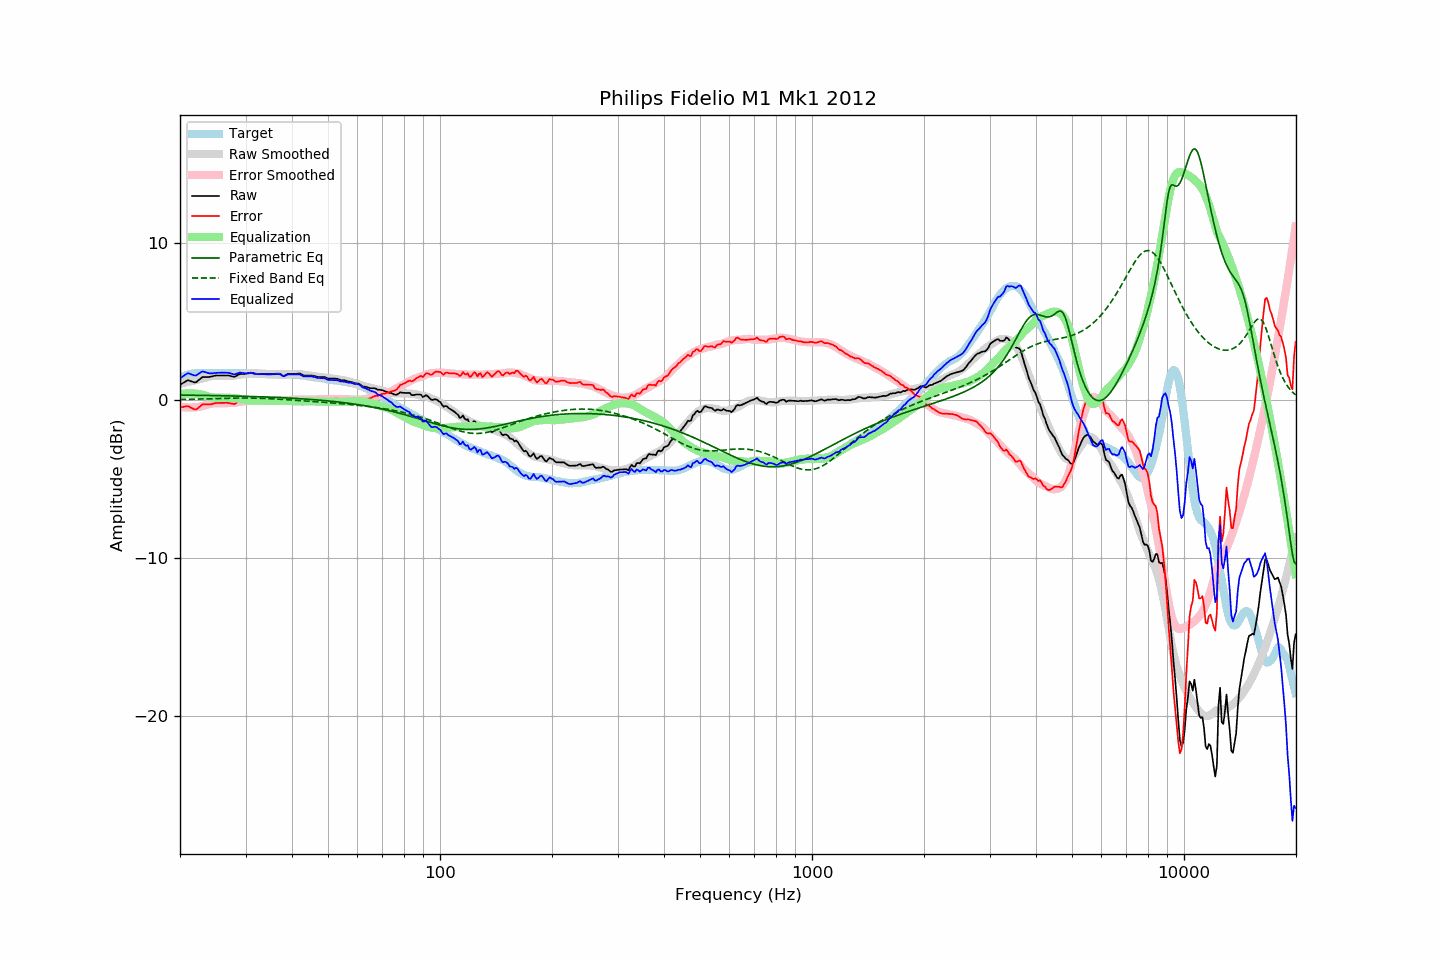 Philips Fidelio M1 Mk1 2012
Target
Raw Smoothed
Error Smoothed
Raw
Error
Equalization
Parametric Eq
Fixed Band Eq
Equalized
10
0
−10
−20
Amplitude (dBr)
100
1000
10000
Frequency (Hz)